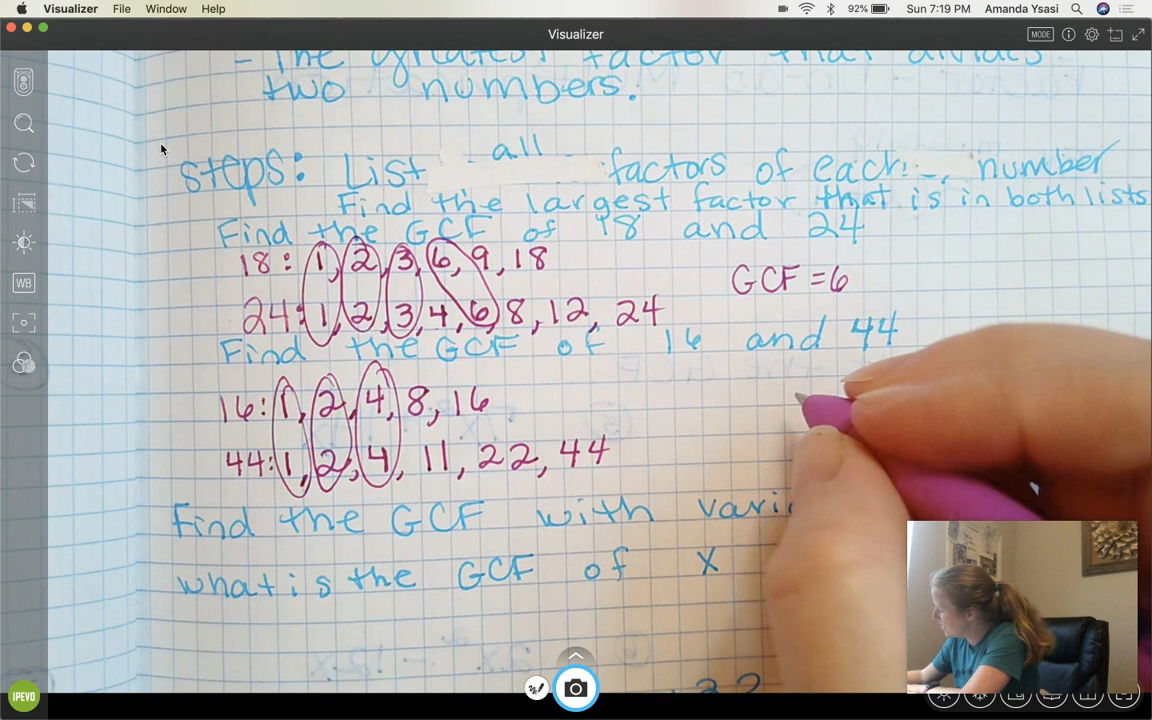 Visualizer File Window Help 92% Sun 7:19 PM Amanda Ysasi
Visualizer
MODE
- The greatest factor that divides
two numbers.
all
Steps: List factors of each number
Find the largest factor that is in both lists
Find the GCF of 18 and 24
18: 1, 2, 3, 6, 9, 18
GCF = 6
24: 1, 2, 3, 4, 6, 8, 12, 24
Find the GCF of 16 and 44
16: 1, 2, 4, 8, 16
44: 1, 2, 4, 11, 22, 44
Find the GCF with
what is the GCF of X
WB
IPEVO